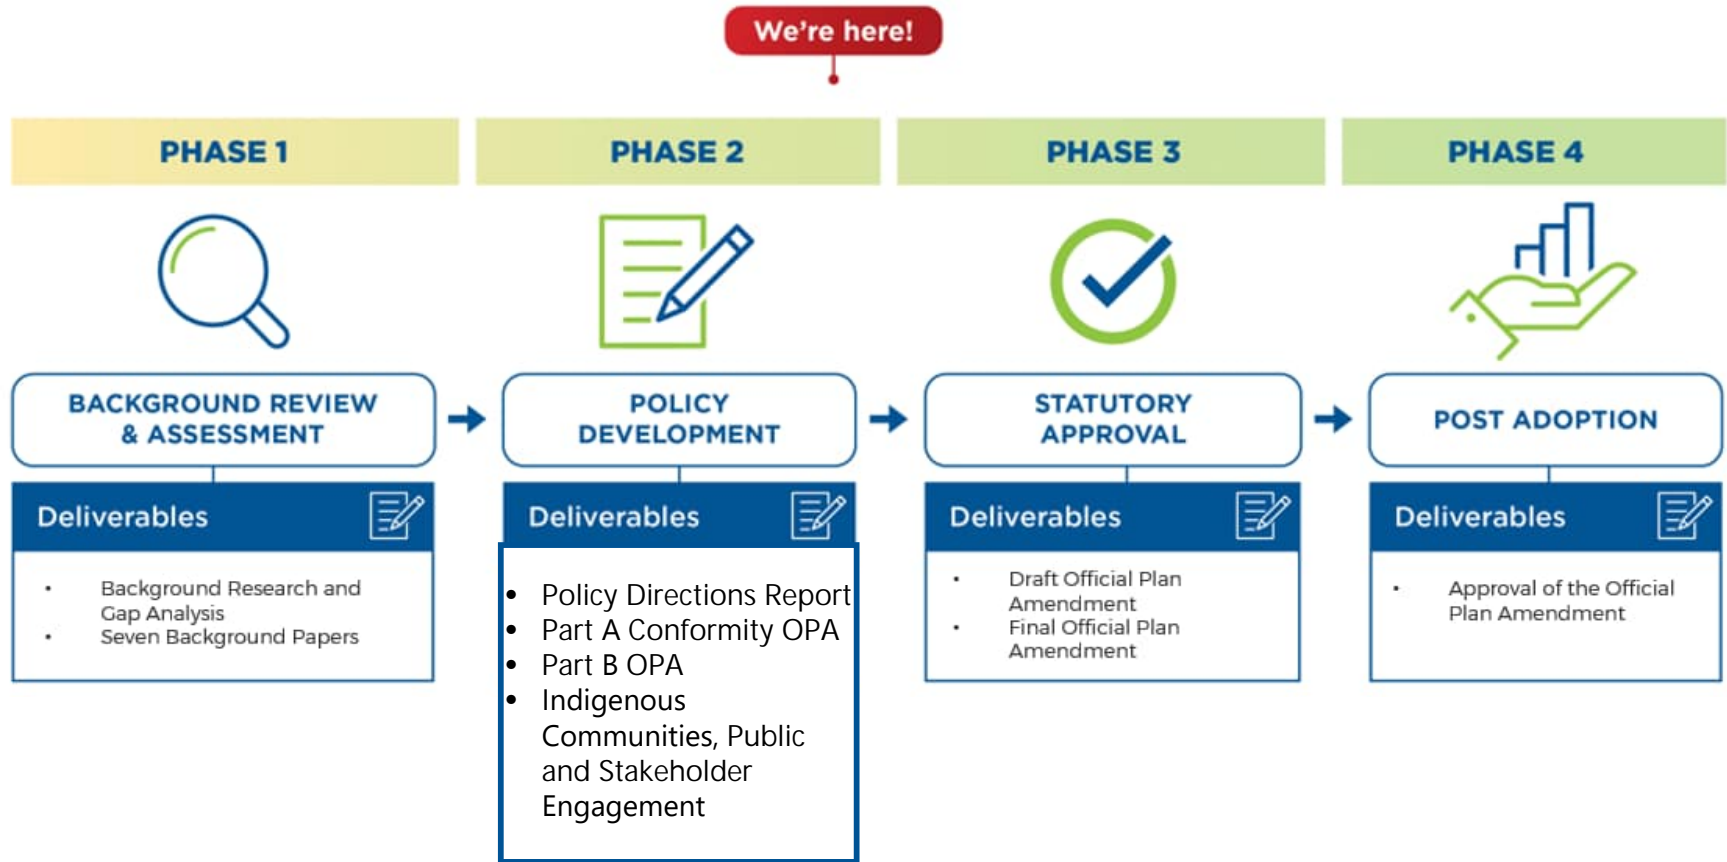 We're here!
PHASE 1
PHASE 2
PHASE 3
PHASE 4
BACKGROUND REVIEW
& ASSESSMENT
POLICY
DEVELOPMENT
STATUTORY
APPROVAL
POST ADOPTION
Deliverables
• Background Research and
Gap Analysis
• Seven Background Papers
Deliverables
• Policy Directions Report
• Part A Conformity OPA
• Part B OPA
• Indigenous
Communities, Public
and Stakeholder
Engagement
Deliverables
• Draft Official Plan
Amendment
• Final Official Plan
Amendment
Deliverables
• Approval of the Official
Plan Amendment